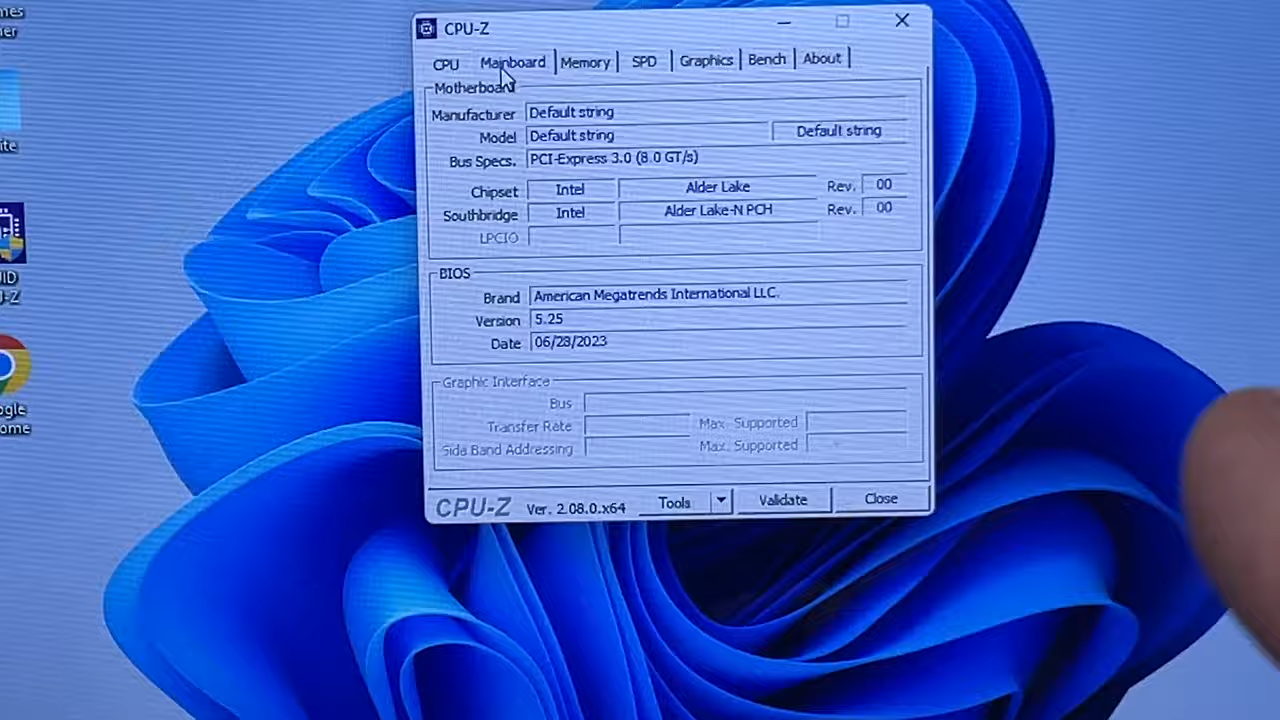 CPU-Z
CPU Mainboard Memory SPD Graphics Bench About
Motherboard
Manufacturer Default string
Model Default string Default string
Bus Specs. PCI-Express 3.0 (8.0 GT/s)
Chipset Intel Alder Lake Rev. 00
Southbridge Intel Alder Lake-N PCH Rev. 00
LPCIO
BIOS
Brand American Megatrends International LLC.
Version 5.25
Date 06/28/2023
Graphic Interface
Bus
Transfer Rate Max. Supported
Side Band Addressing Max. Supported
CPU-Z Ver. 2.08.0.x64 Tools Validate Close